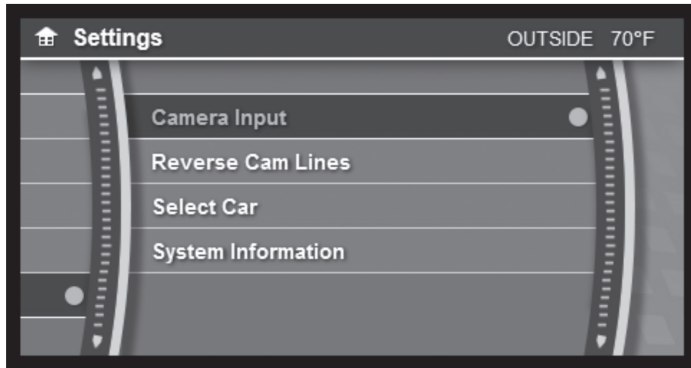 Settings
OUTSIDE 70°F
Camera Input
Reverse Cam Lines
Select Car
System Information